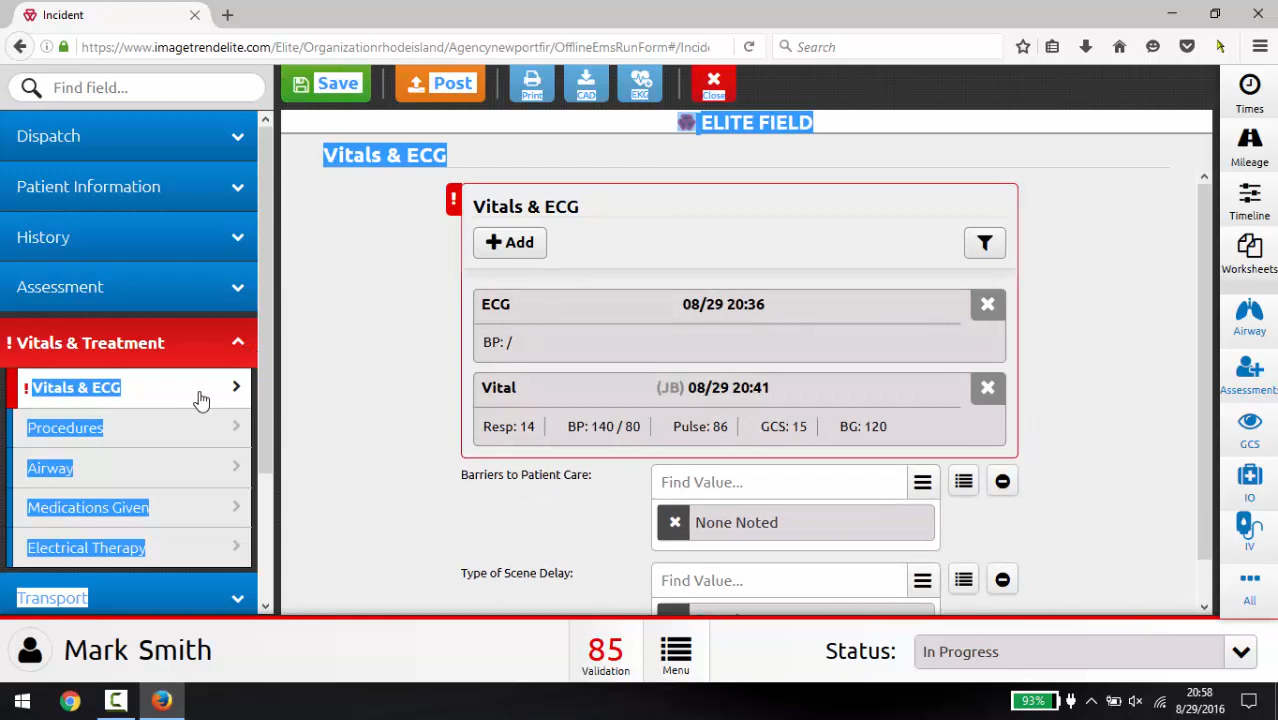 Incident
https://www.imagetrendelite.com/Elite/Organizationrhodeisland/Agencynewportfir/OfflineEmsRunForm#/Incide
Search
Find field...
Save
Post
Print
CAD
EKG
Close
Times
Mileage
Timeline
Worksheets
Airway
Assessments
GCS
IO
IV
All
Dispatch
Patient Information
History
Assessment
! Vitals & Treatment
! Vitals & ECG
Procedures
Airway
Medications Given
Electrical Therapy
Transport
ELITE FIELD
Vitals & ECG
! Vitals & ECG
Add
ECG 08/29 20:36
BP: /
Vital (JB) 08/29 20:41
Resp: 14 BP: 140 / 80 Pulse: 86 GCS: 15 BG: 120
Barriers to Patient Care: Find Value...
None Noted
Type of Scene Delay: Find Value...
Mark Smith
85
Validation
Menu
Status: In Progress
93%
20:58
8/29/2016